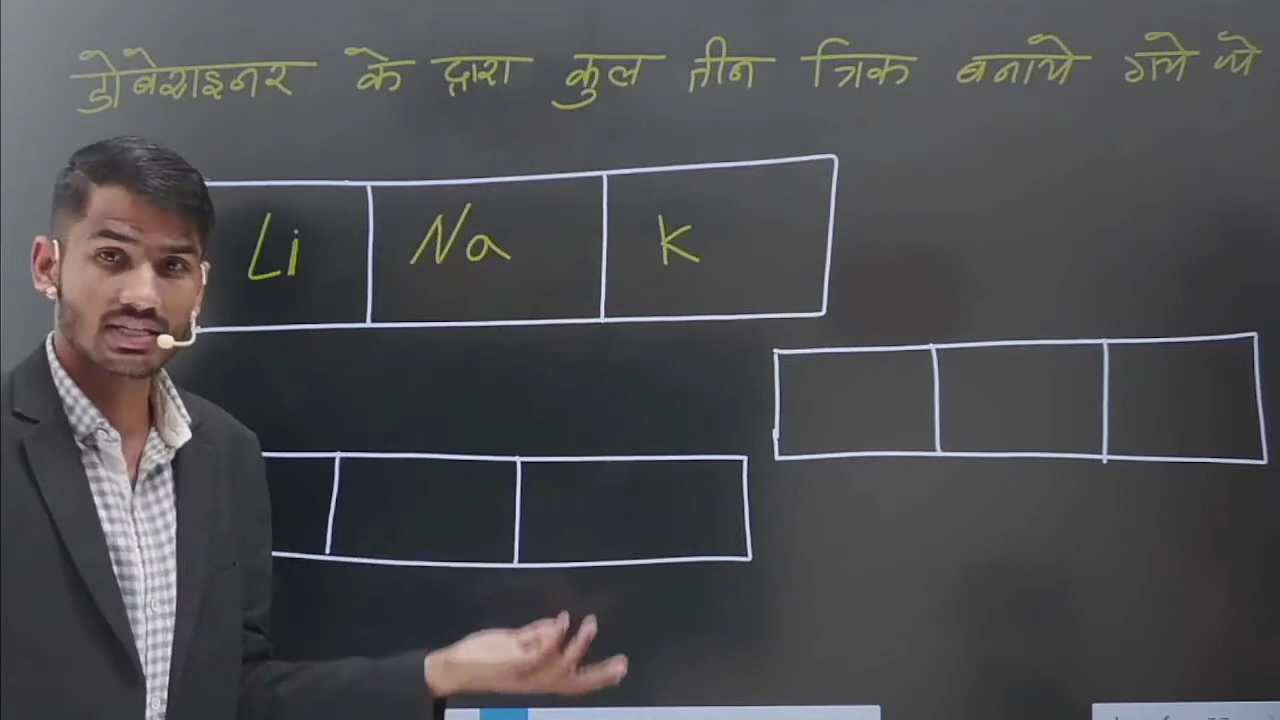 डोबेराइनर के द्वारा कुल तीन त्रिक बनाये गये थे
Li Na K